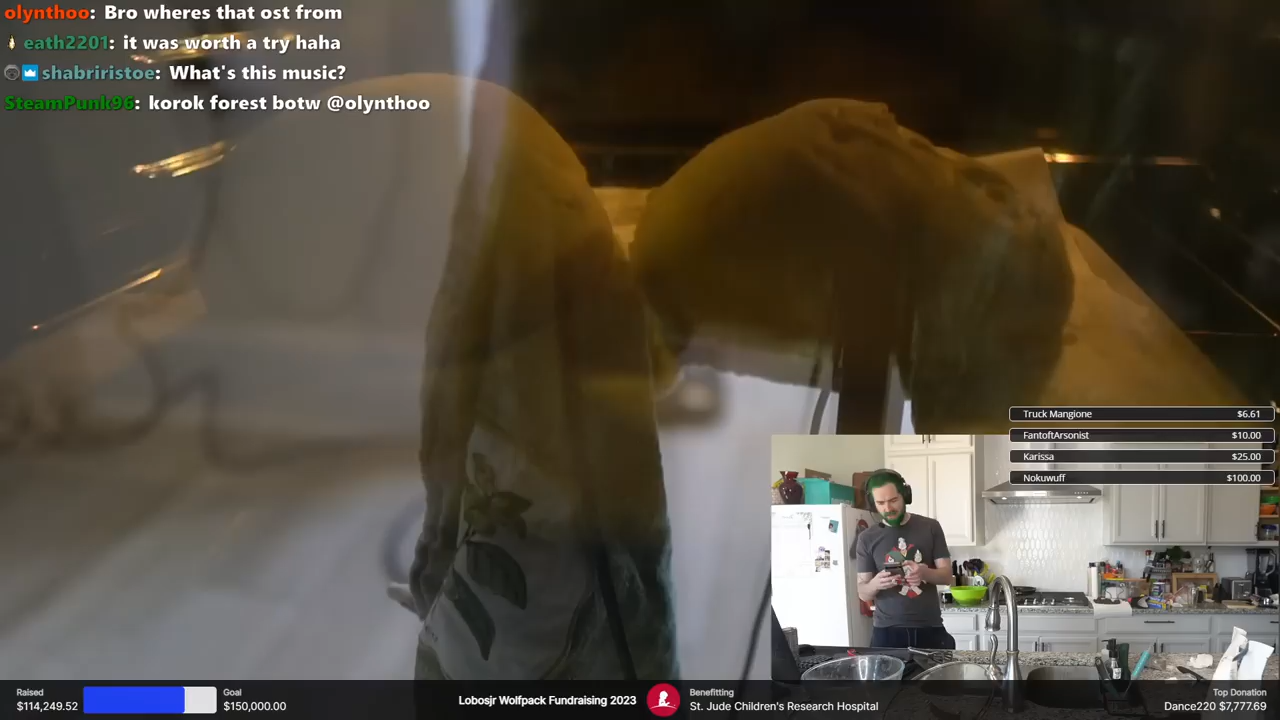 olynthoo: Bro wheres that ost from
eath2201: it was worth a try haha
shabriristoe: What's this music?
SteamPunk96: korok forest botw @olynthoo
Truck Mangione $6.61
FantoftArsonist $10.00
Karissa $25.00
Nokuwuff $100.00
Raised
$114,249.52
Goal
$150,000.00
Lobosjr Wolfpack Fundraising 2023
Benefitting
St. Jude Children's Research Hospital
Top Donation
Dance220 $7,777.69